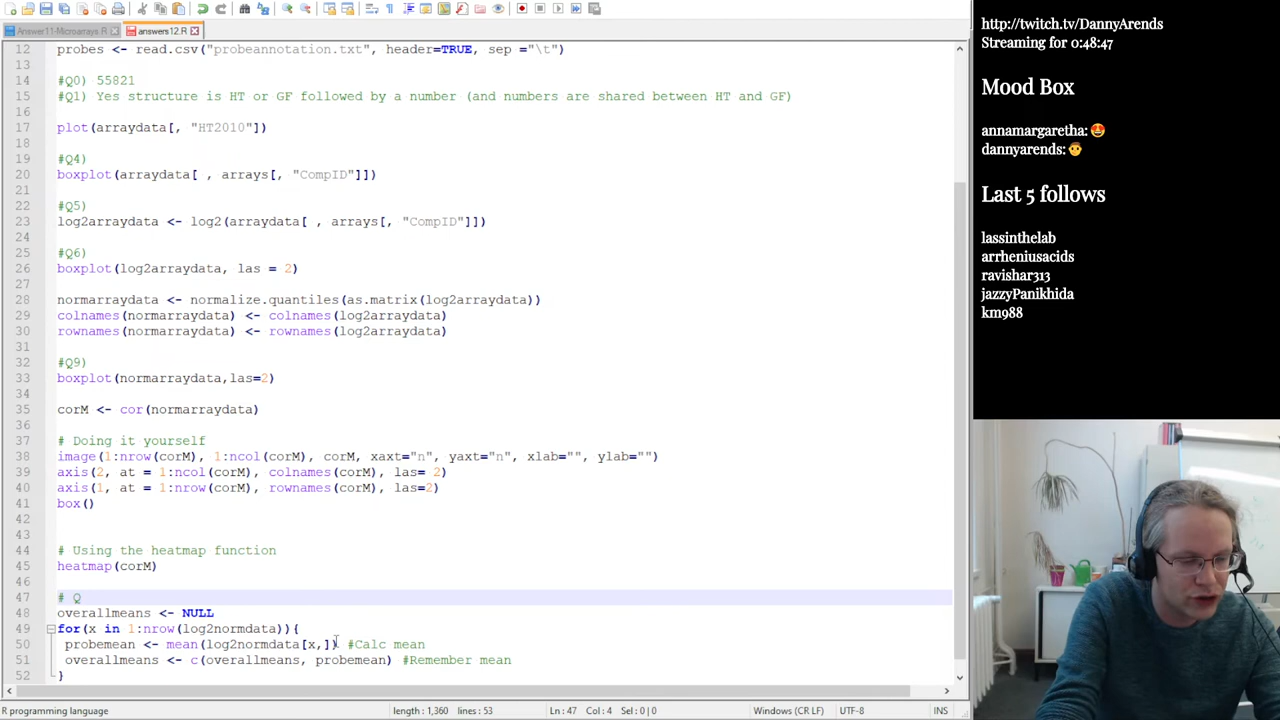 Answer11-Microarrays.R
answers12.R
12 probes <- read.csv("probeannotation.txt", header=TRUE, sep ="\t")
13
14 #Q0) 55821
15 #Q1) Yes structure is HT or GF followed by a number (and numbers are shared between HT and GF)
16
17 plot(arraydata[, "HT2010"])
18
19 #Q4)
20 boxplot(arraydata[ , arrays[, "CompID"]])
21
22 #Q5)
23 log2arraydata <- log2(arraydata[ , arrays[, "CompID"]])
24
25 #Q6)
26 boxplot(log2arraydata, las = 2)
27
28 normarraydata <- normalize.quantiles(as.matrix(log2arraydata))
29 colnames(normarraydata) <- colnames(log2arraydata)
30 rownames(normarraydata) <- rownames(log2arraydata)
31
32 #Q9)
33 boxplot(normarraydata,las=2)
34
35 corM <- cor(normarraydata)
36
37 # Doing it yourself
38 image(1:nrow(corM), 1:ncol(corM), corM, xaxt="n", yaxt="n", xlab="", ylab="")
39 axis(2, at = 1:ncol(corM), colnames(corM), las= 2)
40 axis(1, at = 1:nrow(corM), rownames(corM), las=2)
41 box()
42
43
44 # Using the heatmap function
45 heatmap(corM)
46
47 # Q
48 overallmeans <- NULL
49 for(x in 1:nrow(log2normdata)){
50 probemean <- mean(log2normdata[x,]) #Calc mean
51 overallmeans <- c(overallmeans, probemean) #Remember mean
52 }
R programming language
length : 1,360 lines : 53
Ln : 47 Col : 4 Sel : 0 | 0
Windows (CR LF)
UTF-8
INS
http://twitch.tv/DannyArends
Streaming for 0:48:47
Mood Box
annamargaretha: 😍
dannyarends: 👨
Last 5 follows
lassinthelab
arrheniusacids
ravishar313
jazzyPanikhida
km988